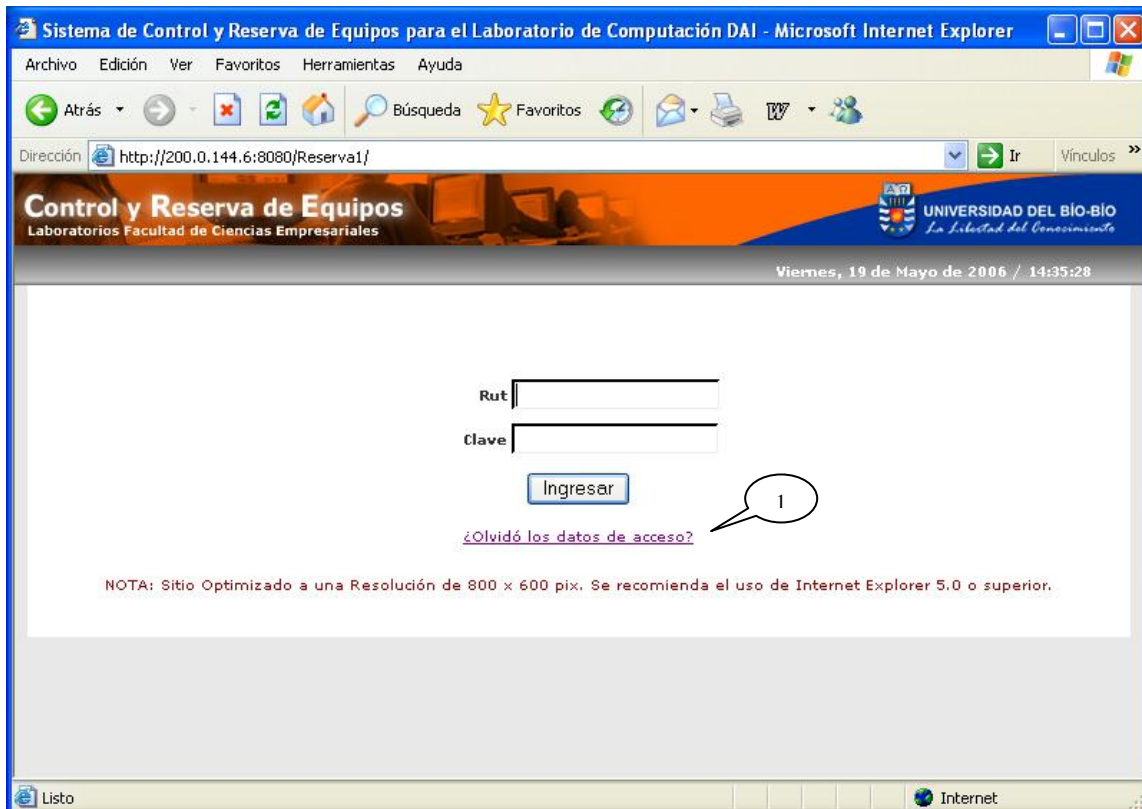 Sistema de Control y Reserva de Equipos para el Laboratorio de Computación DAI - Microsoft Internet Explorer
Archivo Edición Ver Favoritos Herramientas Ayuda
Atrás Búsqueda Favoritos
Dirección http://200.0.144.6:8080/Reserva1/ Ir Vínculos »
Control y Reserva de Equipos
Laboratorios Facultad de Ciencias Empresariales
UNIVERSIDAD DEL BÍO-BÍO
La Libertad del Conocimiento
Viernes, 19 de Mayo de 2006 / 14:35:28
Rut
Clave
Ingresar
1
¿Olvidó los datos de acceso?
NOTA: Sitio Optimizado a una Resolución de 800 x 600 pix. Se recomienda el uso de Internet Explorer 5.0 o superior.
Listo Internet